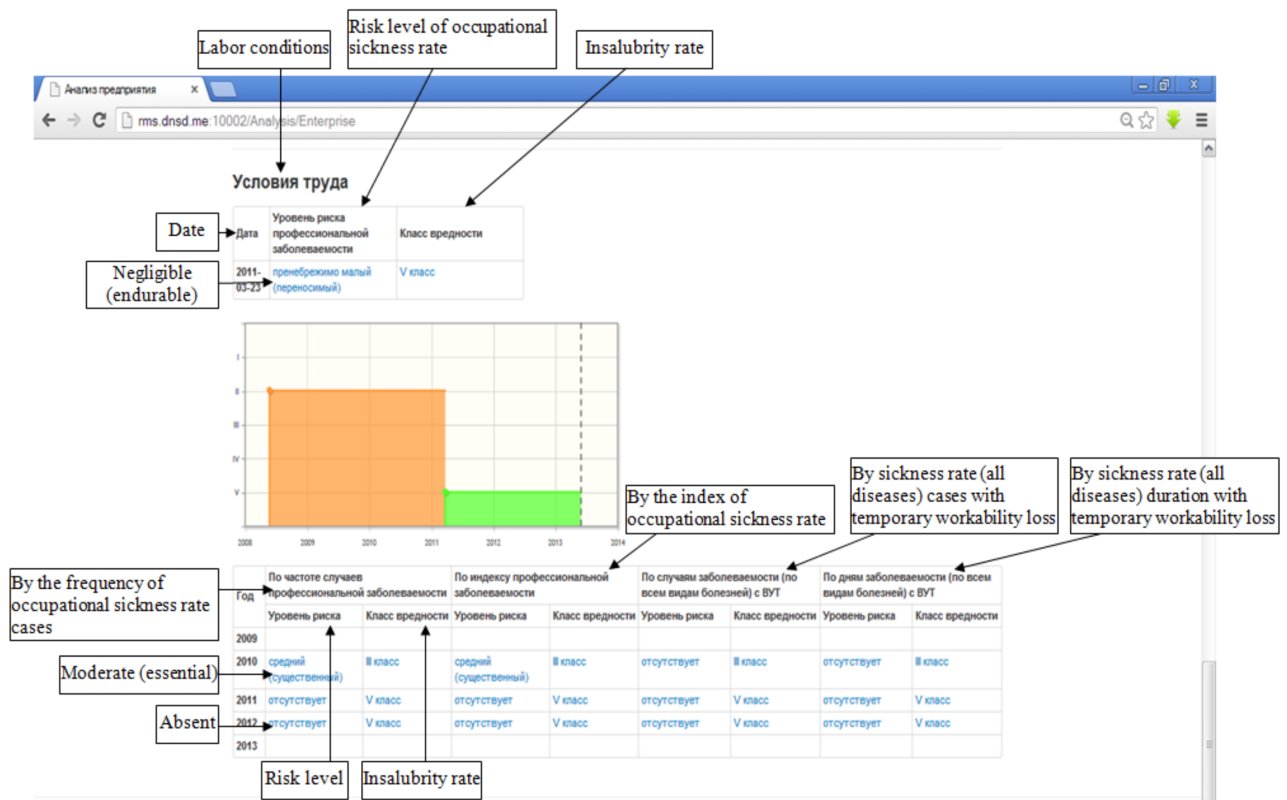 Labor conditions
Risk level of occupational
sickness rate
Insalubrity rate
Анализ предприятия
rms.dnsd.me:10002/Analysis/Enterprise
Условия труда
Date
Дата
Уровень риска
профессиональной
заболеваемости
Класс вредности
Negligible
(endurable)
2011-
03-23
пренебрежимо малый
(переносимый)
V класс
I
II
III
IV
V
2008 2009 2010 2011 2012 2013 2014
By the index of
occupational sickness rate
By sickness rate (all
diseases) cases with
temporary workability loss
By sickness rate (all
diseases) duration with
temporary workability loss
By the frequency of
occupational sickness rate
cases
Год
По частоте случаев
профессиональной заболеваемости
По индексу профессиональной
заболеваемости
По случаям заболеваемости (по
всем видам болезней) с ВУТ
По дням заболеваемости (по всем
видам болезней) с ВУТ
Уровень риска Класс вредности Уровень риска Класс вредности Уровень риска Класс вредности Уровень риска Класс вредности
2009
Moderate (essential)
2010 средний
(существенный)
II класс
средний
(существенный)
II класс отсутствует II класс отсутствует II класс
2011 отсутствует V класс отсутствует V класс отсутствует V класс отсутствует V класс
Absent
2012 отсутствует V класс отсутствует V класс отсутствует V класс отсутствует V класс
2013
Risk level
Insalubrity rate